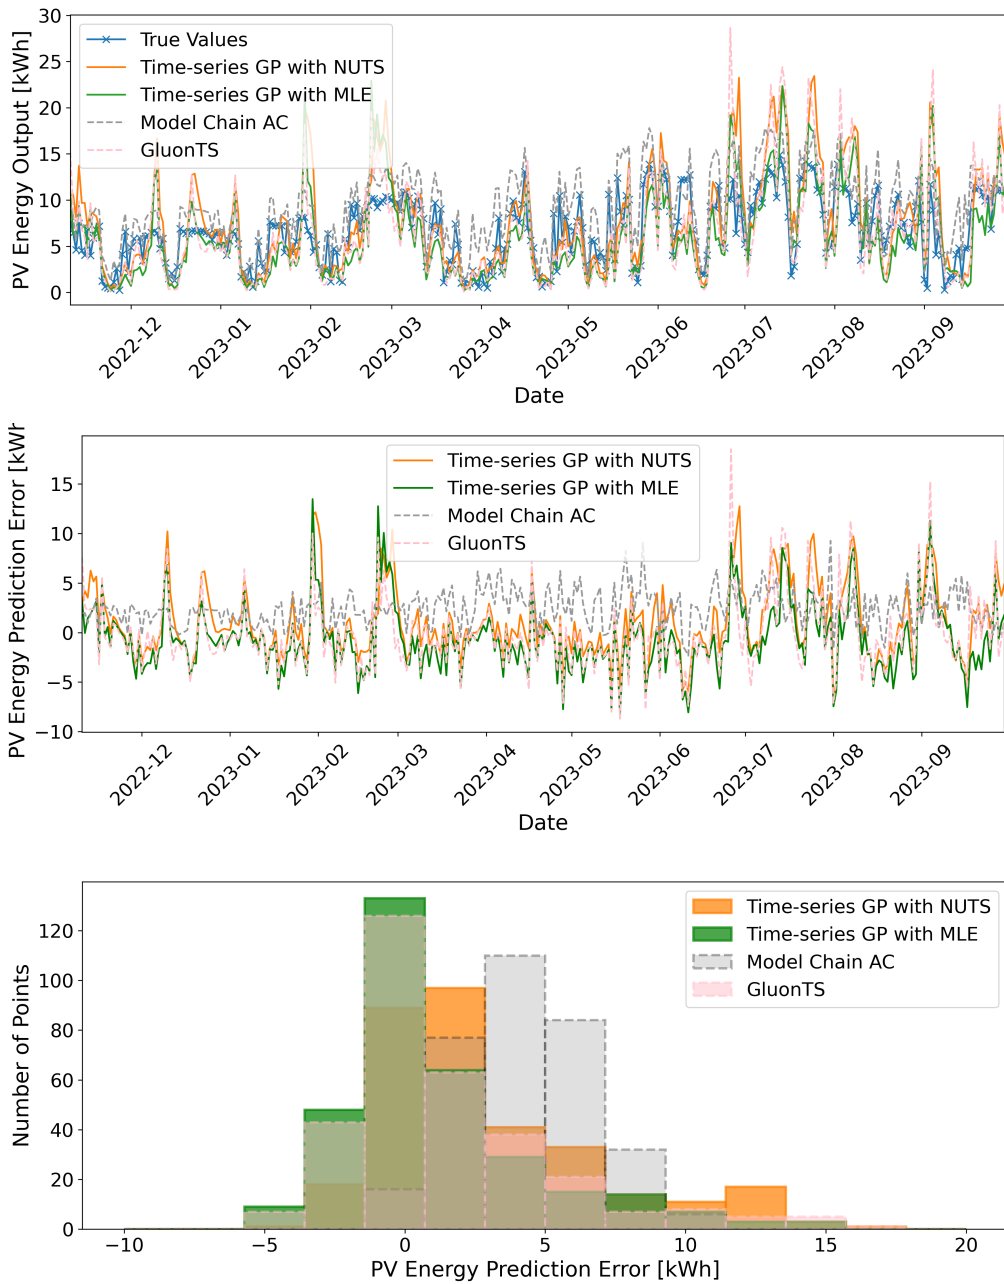 30
25
20
15
10
5
0
PV Energy Output [kWh]
True Values
Time-series GP with NUTS
Time-series GP with MLE
Model Chain AC
GluonTS
2022-12
2023-01
2023-02
2023-03
2023-04
2023-05
2023-06
2023-07
2023-08
2023-09
Date
15
10
5
0
−5
−10
PV Energy Prediction Error [kWh
Time-series GP with NUTS
Time-series GP with MLE
Model Chain AC
GluonTS
2022-12
2023-01
2023-02
2023-03
2023-04
2023-05
2023-06
2023-07
2023-08
2023-09
Date
120
100
80
60
40
20
0
Number of Points
Time-series GP with NUTS
Time-series GP with MLE
Model Chain AC
GluonTS
−10
−5
0
5
10
15
20
PV Energy Prediction Error [kWh]